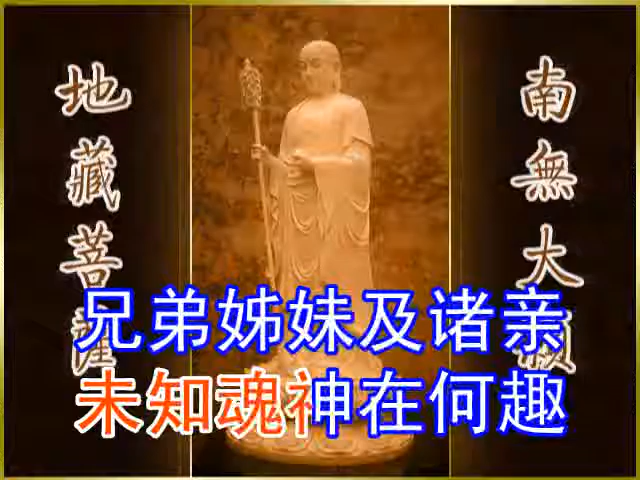 南無大願
地藏菩薩
兄弟姊妹及诸亲
未知魂神在何趣